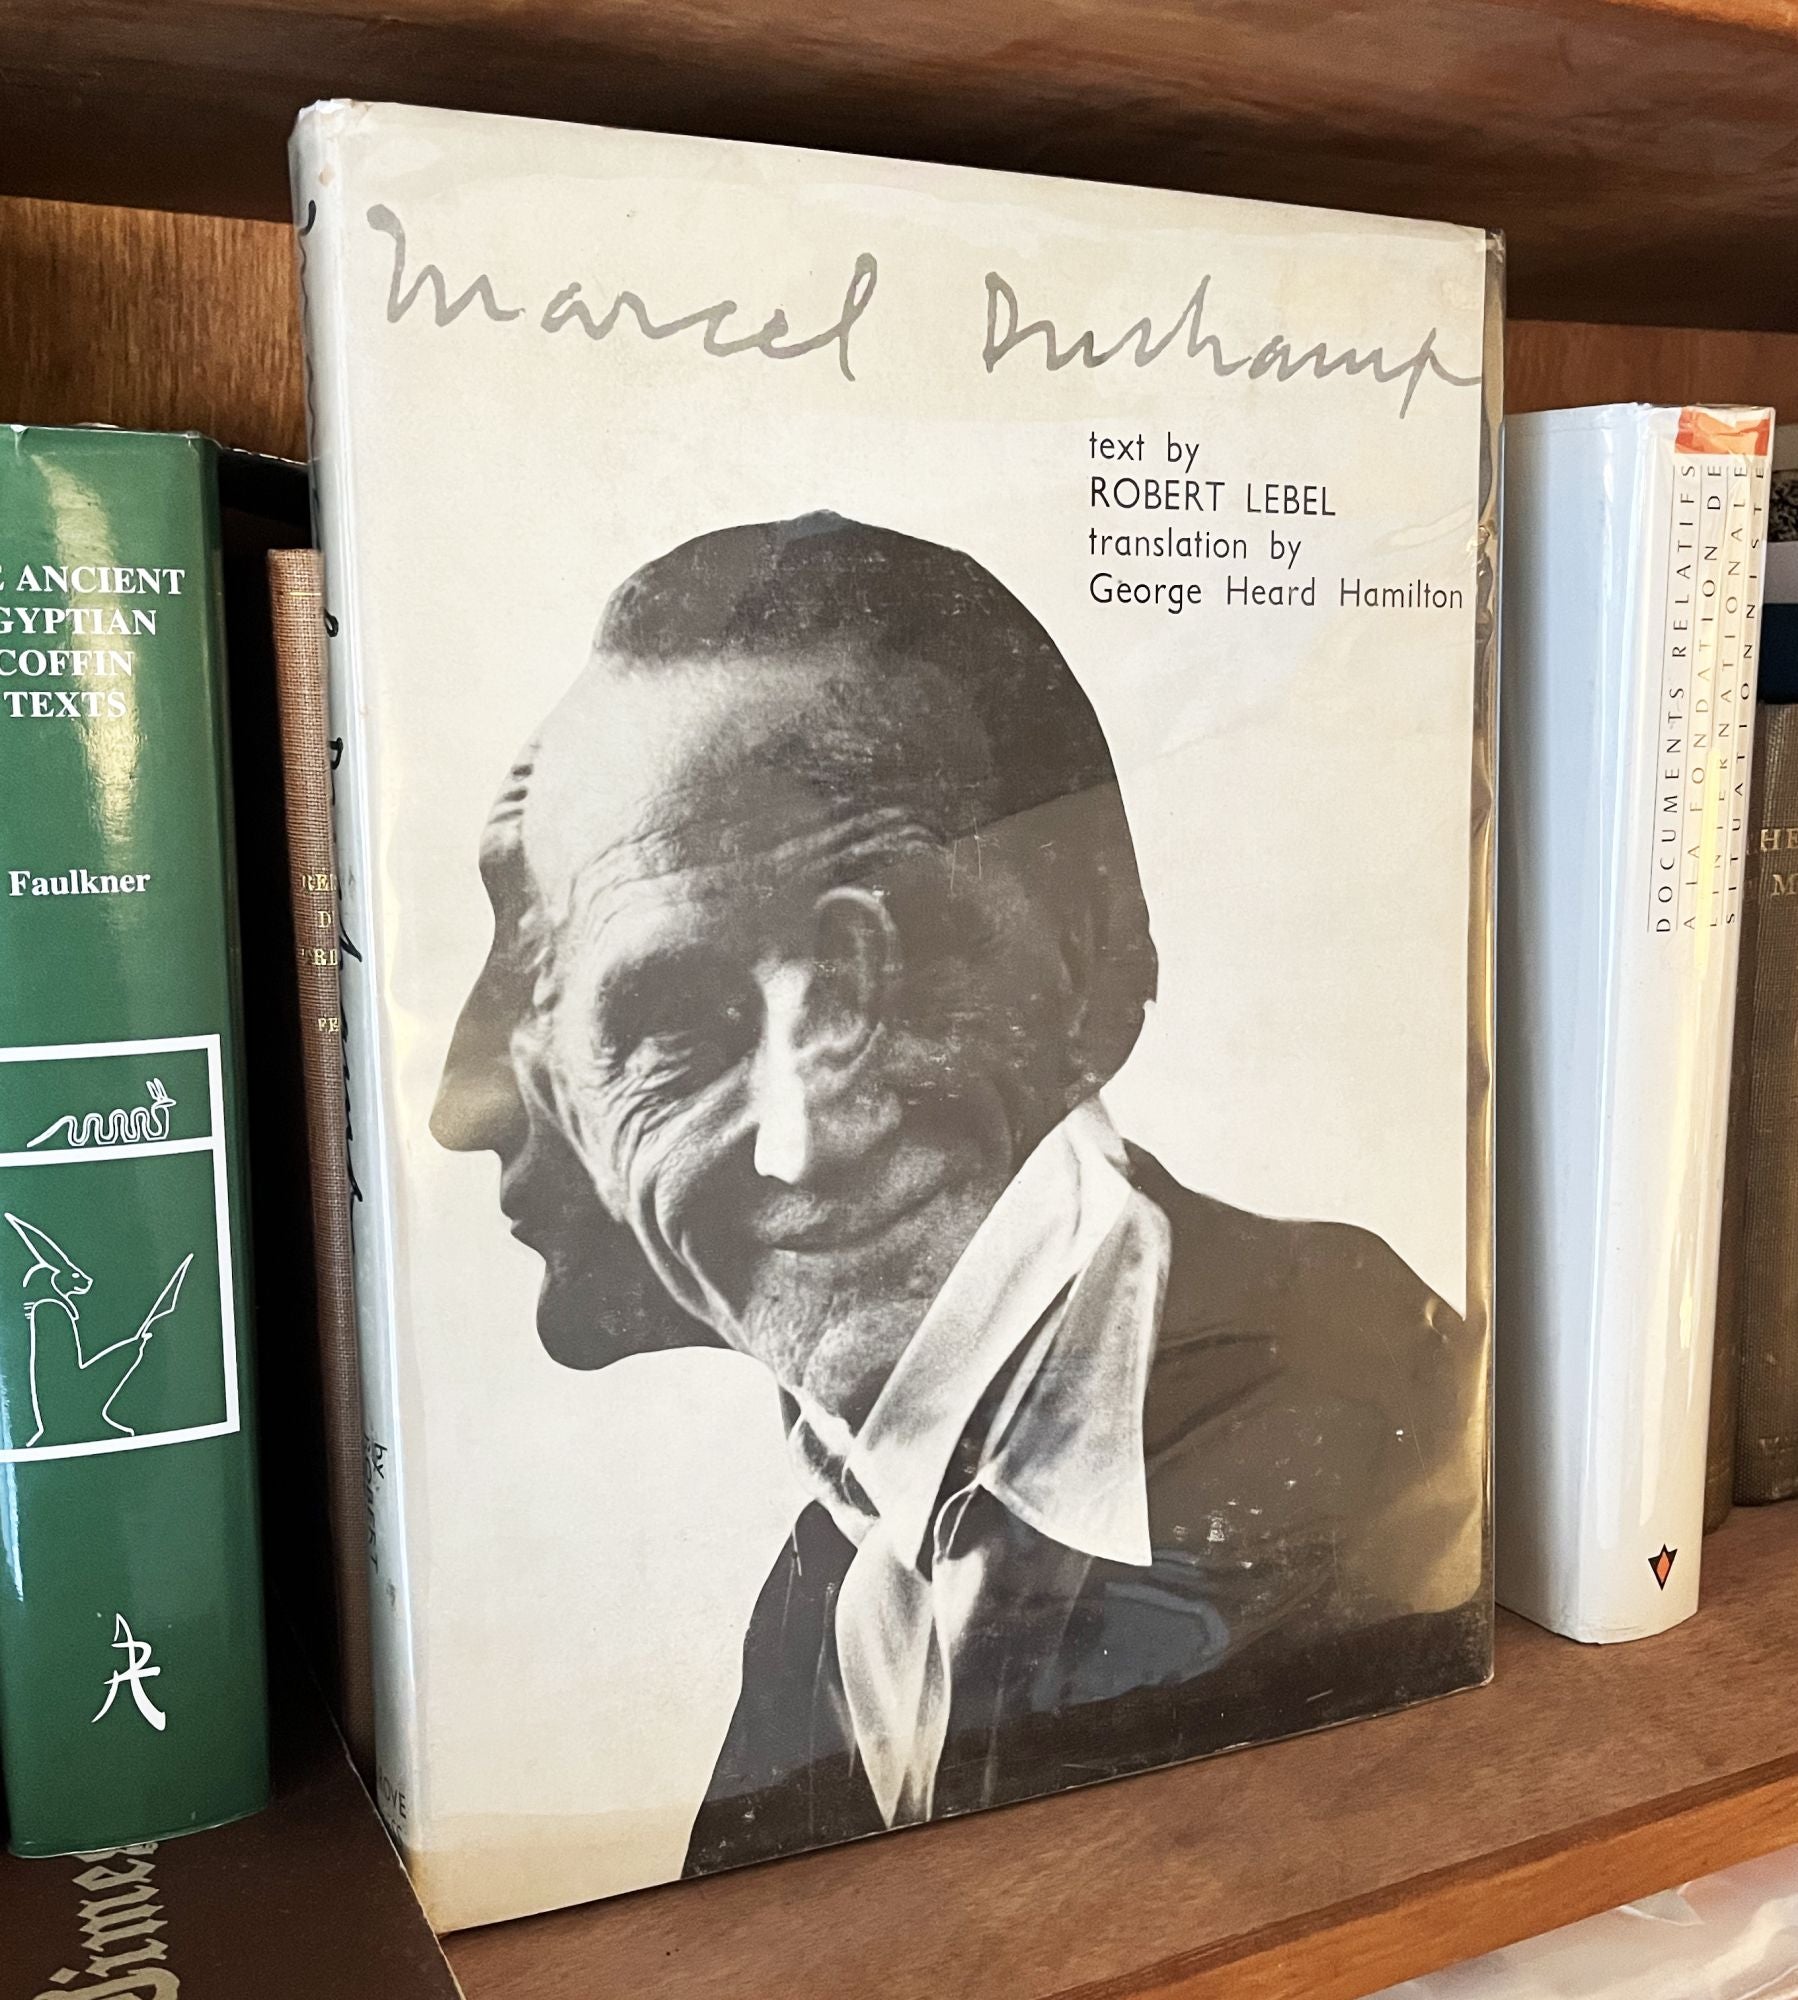 Marcel Duchamp
text by
ROBERT LEBEL
translation by
George Heard Hamilton
ANCIENT
COFFIN
TEXTS
Faulkner
by
DOCUMENTS RELATIFS
A LA FONDATION DE
L'INTERNATIONALE
SITUATIONNISTE